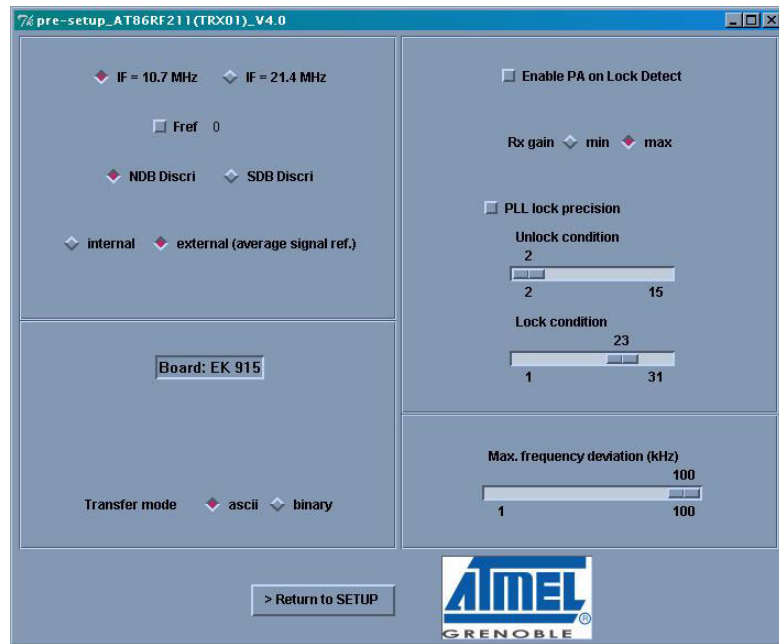 pre-setup_AT86RF211(TRX01)_V4.0
IF = 10.7 MHz IF = 21.4 MHz
Fref 0
NDB Discri SDB Discri
internal external (average signal ref.)
Board: EK 915
Transfer mode ascii binary
Enable PA on Lock Detect
Rx gain min max
PLL lock precision
Unlock condition
2
2 15
Lock condition
23
1 31
Max. frequency deviation (kHz)
100
1 100
> Return to SETUP
ATMEL
®
GRENOBLE